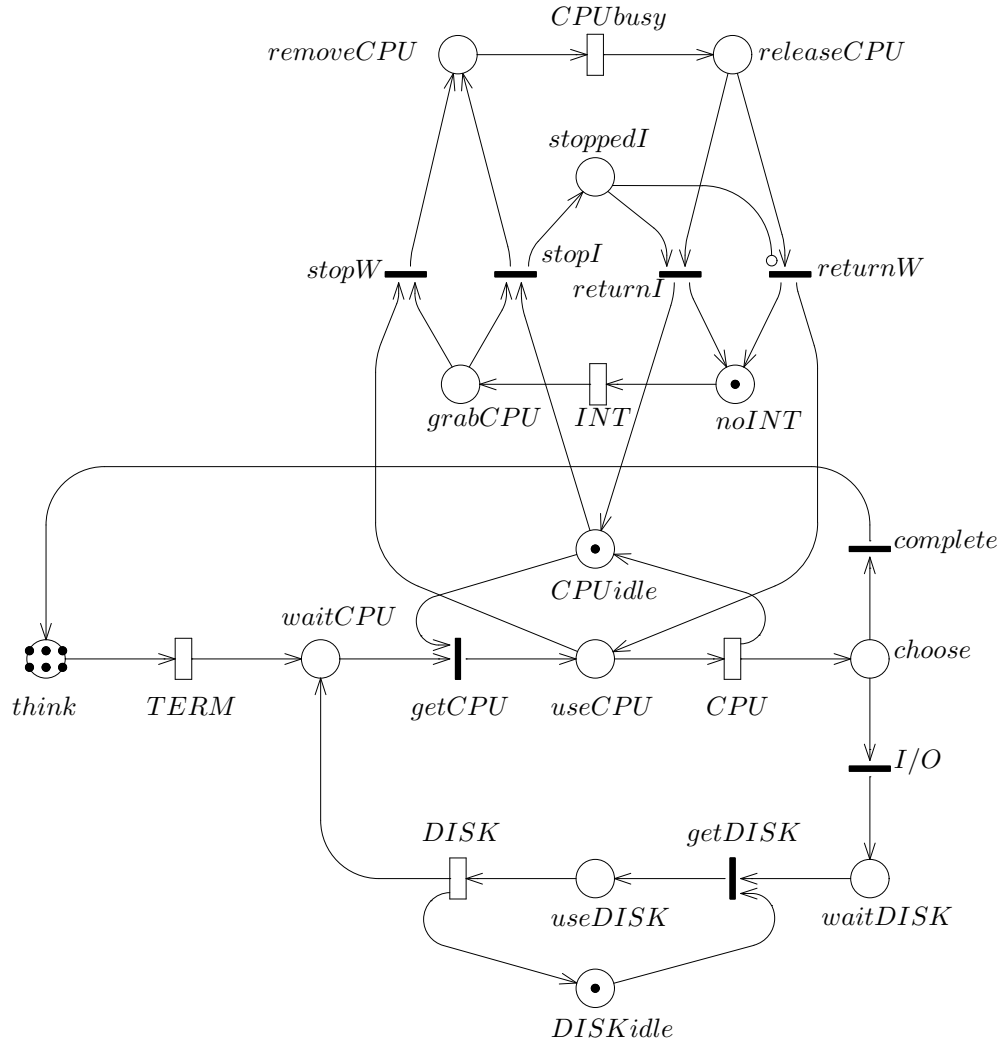 CPUbusy
removeCPU
releaseCPU
stoppedI
stopW
stopI
returnI
returnW
grabCPU
INT
noINT
complete
CPUidle
waitCPU
choose
think
TERM
getCPU
useCPU
CPU
I/O
DISK
getDISK
useDISK
waitDISK
DISKidle